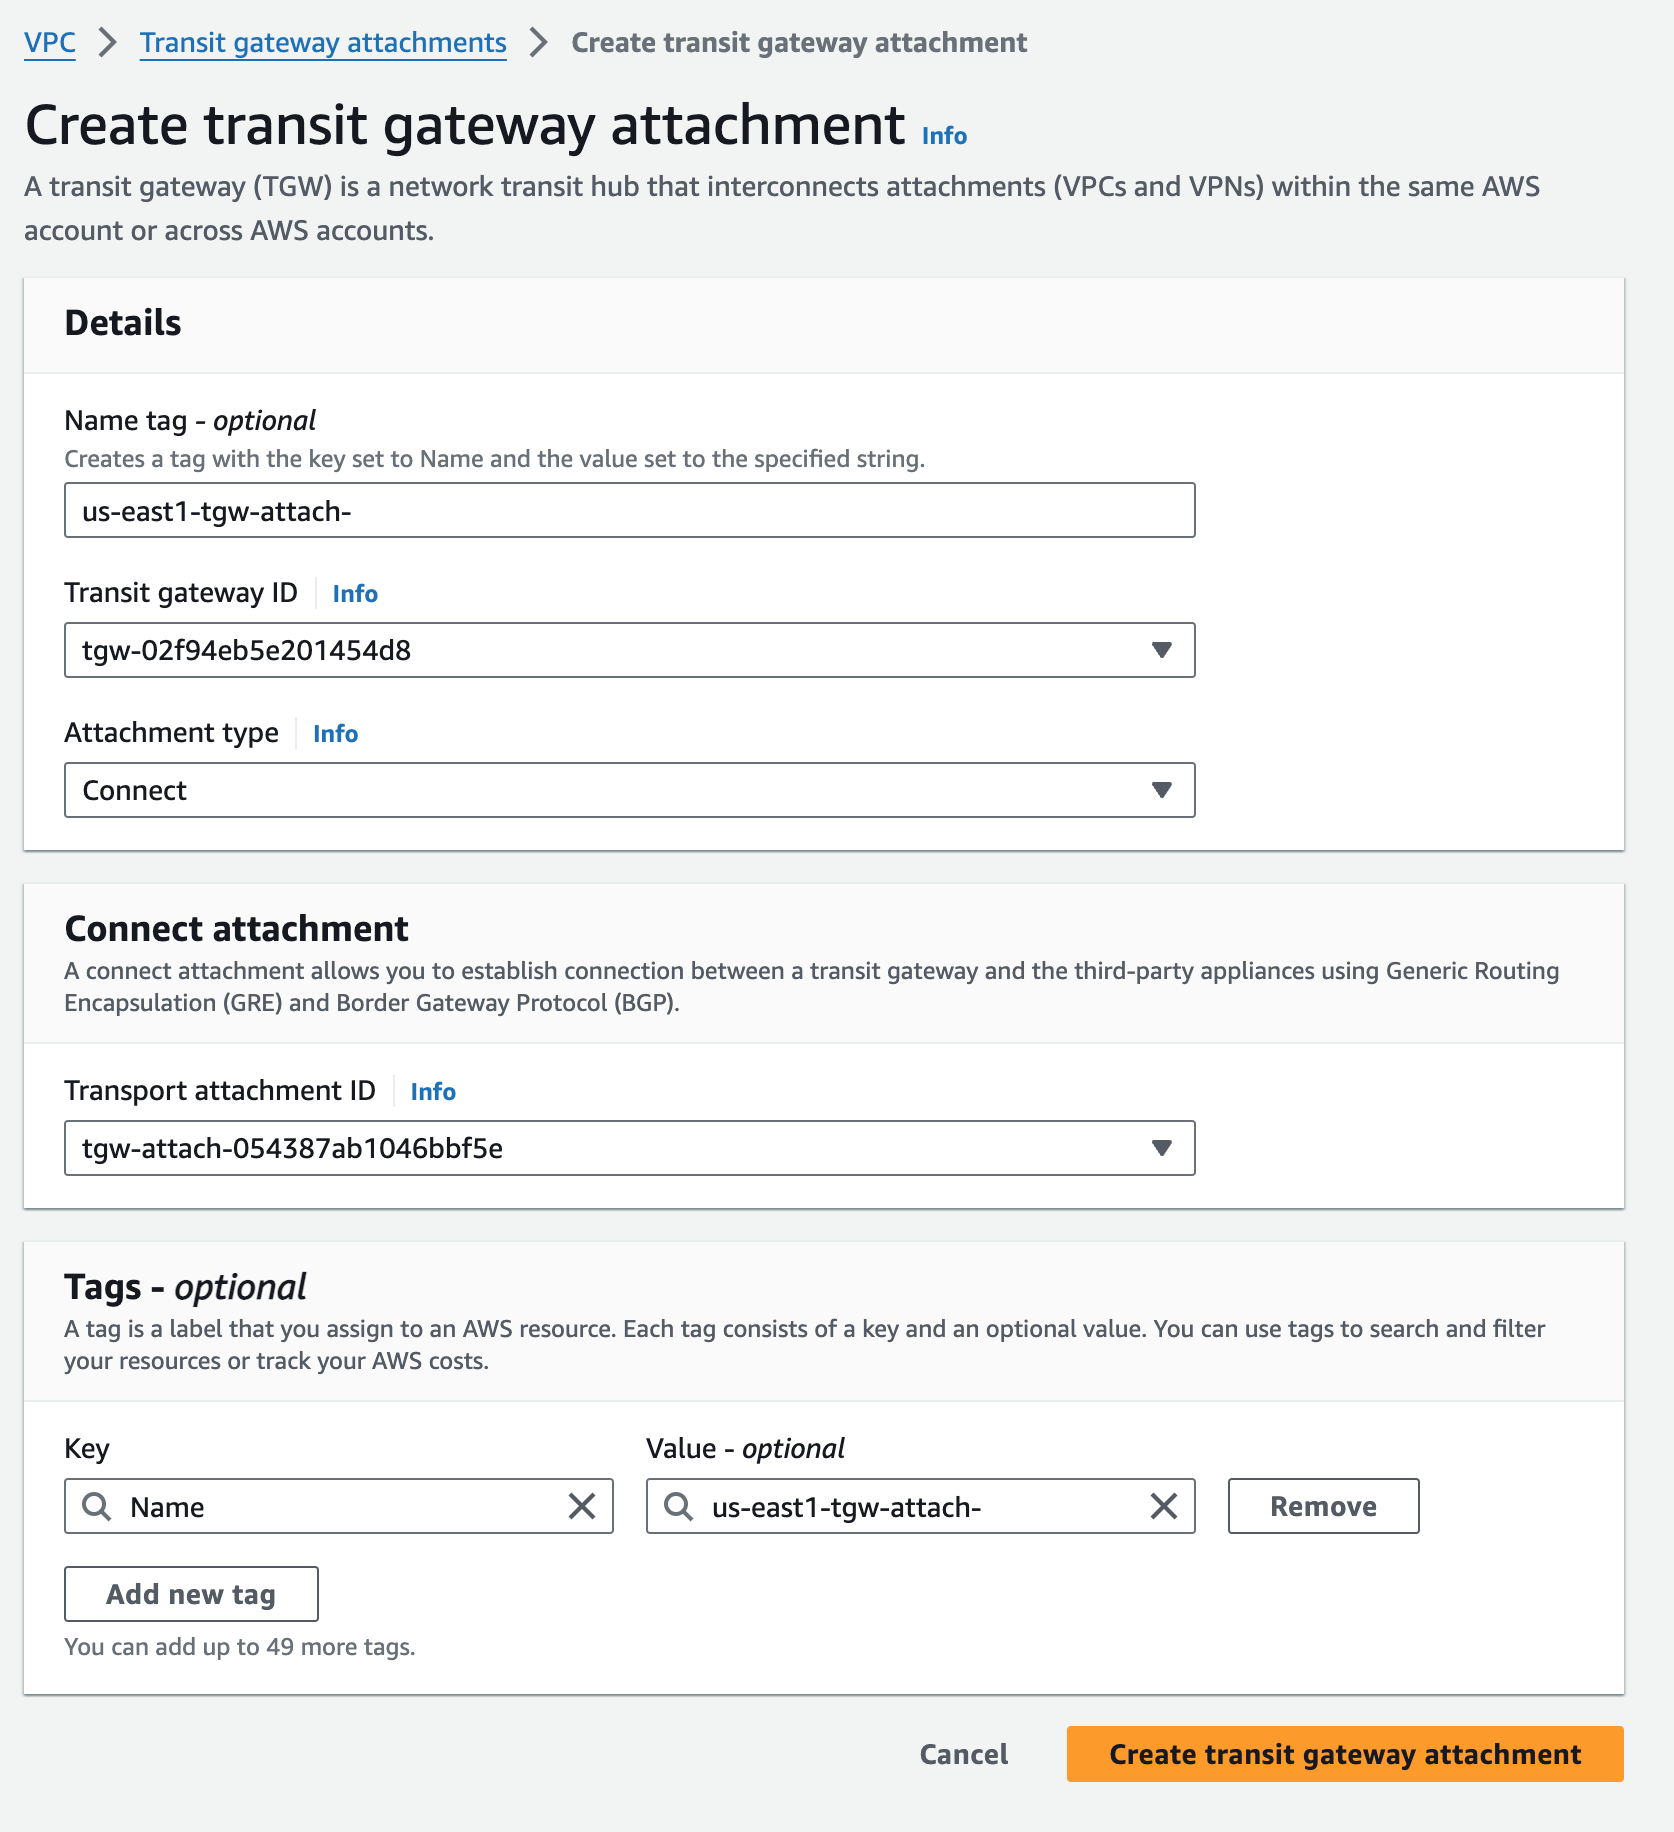 VPC > Transit gateway attachments > Create transit gateway attachment
Create transit gateway attachment Info
A transit gateway (TGW) is a network transit hub that interconnects attachments (VPCs and VPNs) within the same AWS
account or across AWS accounts.
Details
Name tag - optional
Creates a tag with the key set to Name and the value set to the specified string.
us-east1-tgw-attach-
Transit gateway ID Info
tgw-02f94eb5e201454d8
Attachment type Info
Connect
Connect attachment
A connect attachment allows you to establish connection between a transit gateway and the third-party appliances using Generic Routing
Encapsulation (GRE) and Border Gateway Protocol (BGP).
Transport attachment ID Info
tgw-attach-054387ab1046bbf5e
Tags - optional
A tag is a label that you assign to an AWS resource. Each tag consists of a key and an optional value. You can use tags to search and filter
your resources or track your AWS costs.
Key Value - optional
Name us-east1-tgw-attach- Remove
Add new tag
You can add up to 49 more tags.
Cancel Create transit gateway attachment